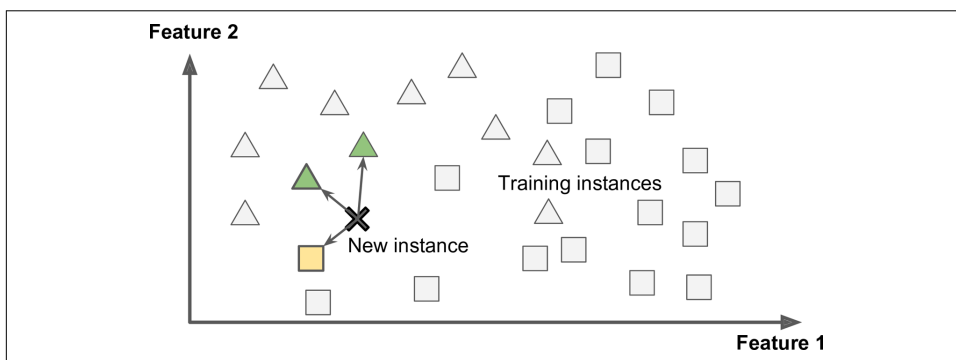 Feature 2
Training instances
New instance
Feature 1